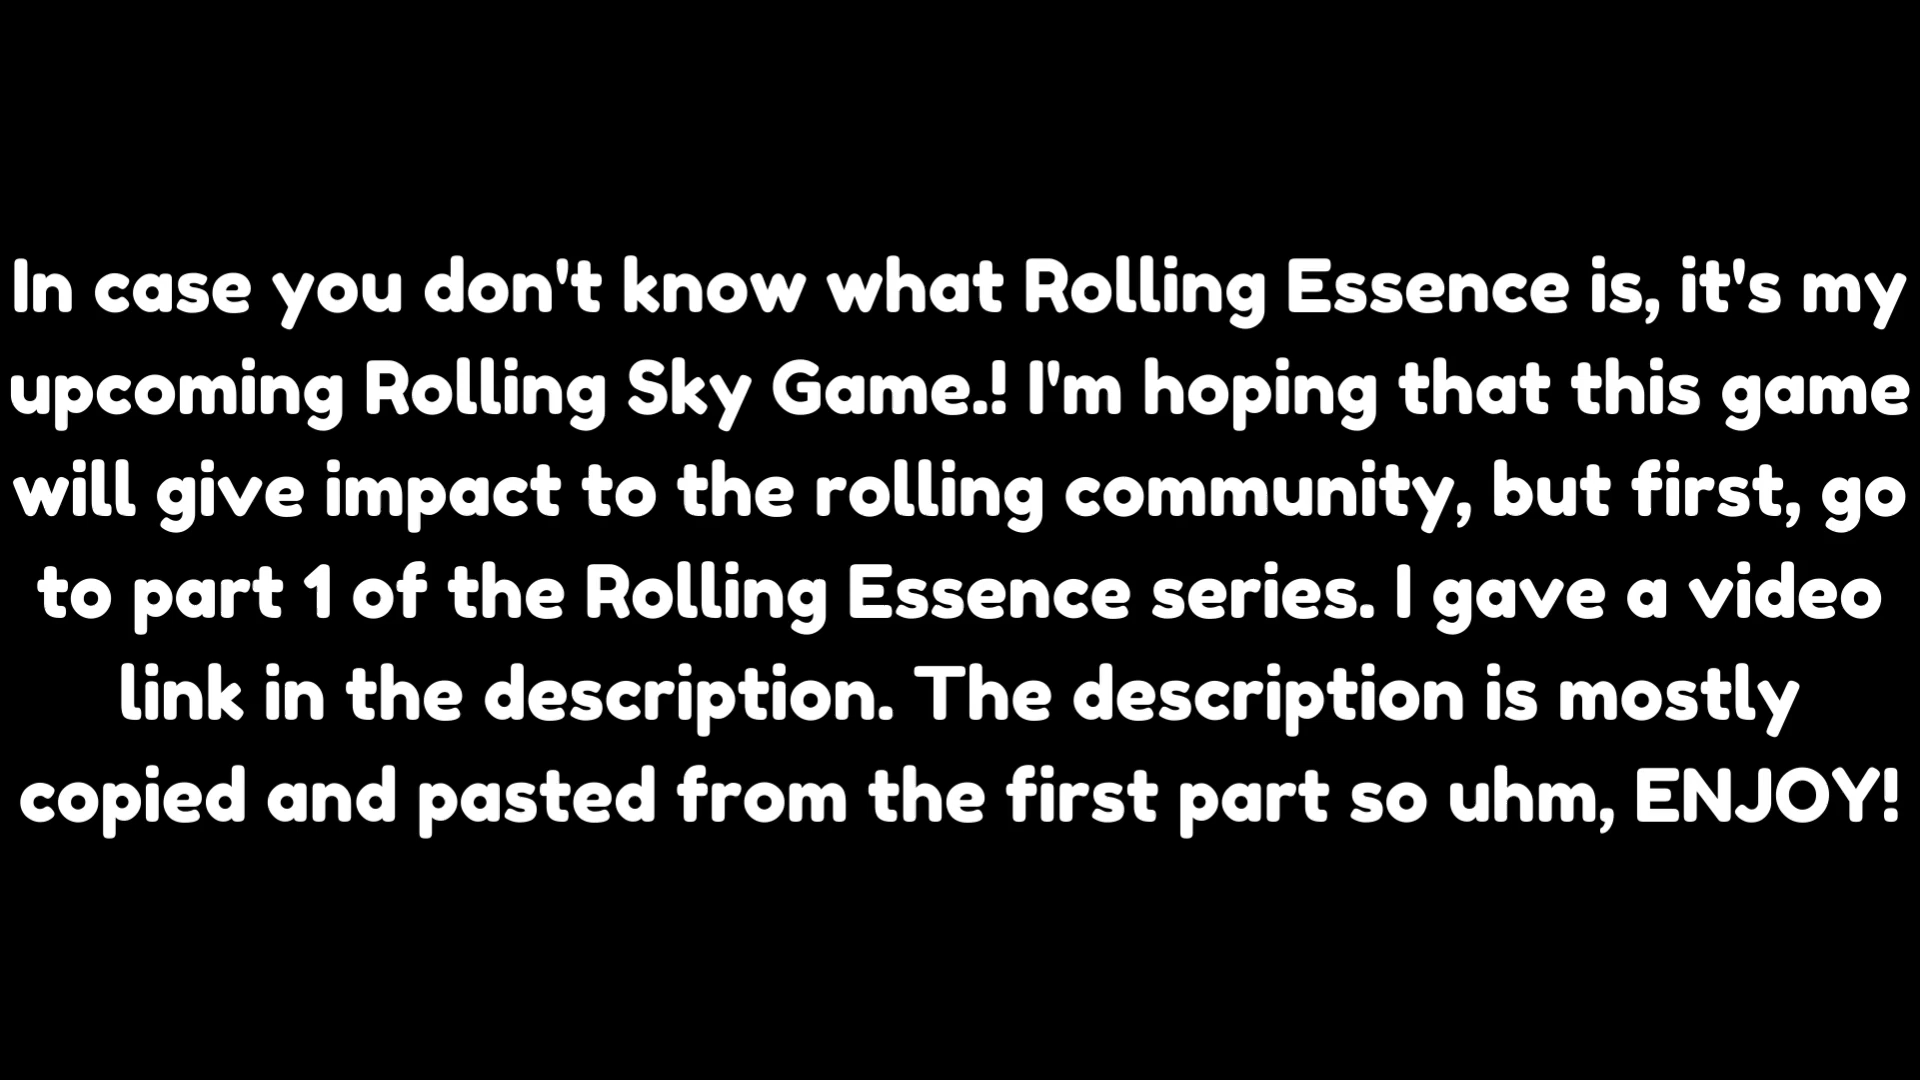 In case you don't know what Rolling Essence is, it's my
upcoming Rolling Sky Game.! I'm hoping that this game
will give impact to the rolling community, but first, go
to part 1 of the Rolling Essence series. I gave a video
link in the description. The description is mostly
copied and pasted from the first part so uhm, ENJOY!